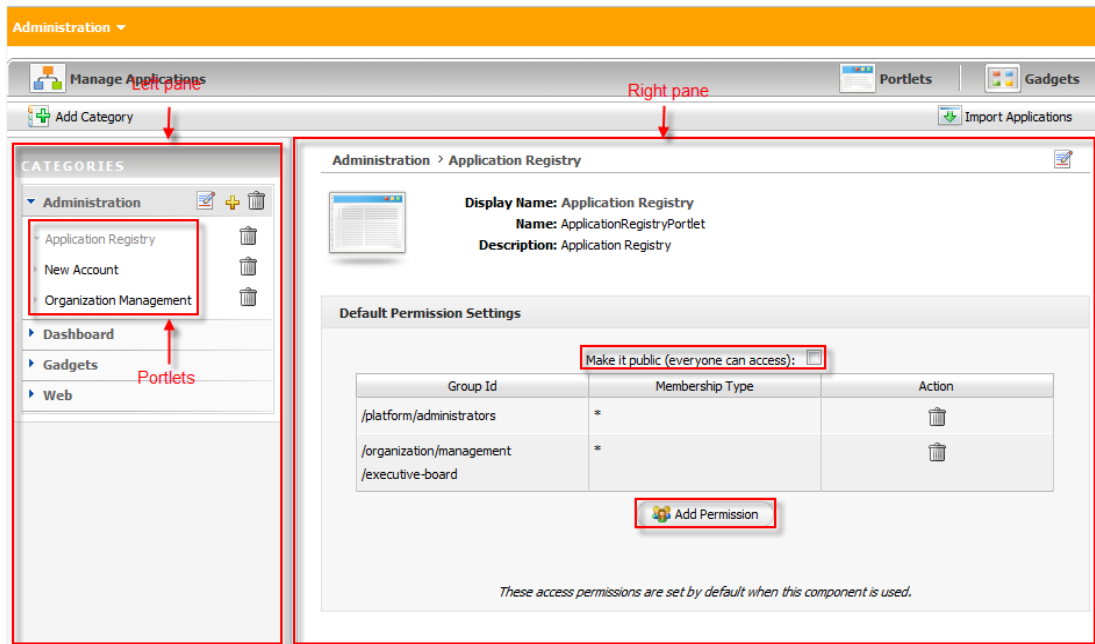 Administration
Manage Applications
Left pane
Right pane
Portlets
Gadgets
Add Category
Import Applications
CATEGORIES
Administration
Application Registry
New Account
Organization Management
Dashboard
Gadgets
Web
Portlets
Administration > Application Registry
Display Name: Application Registry
Name: ApplicationRegistryPortlet
Description: Application Registry
Default Permission Settings
Make it public (everyone can access):
Group Id Membership Type Action
/platform/administrators *
/organization/management *
/executive-board
Add Permission
These access permissions are set by default when this component is used.